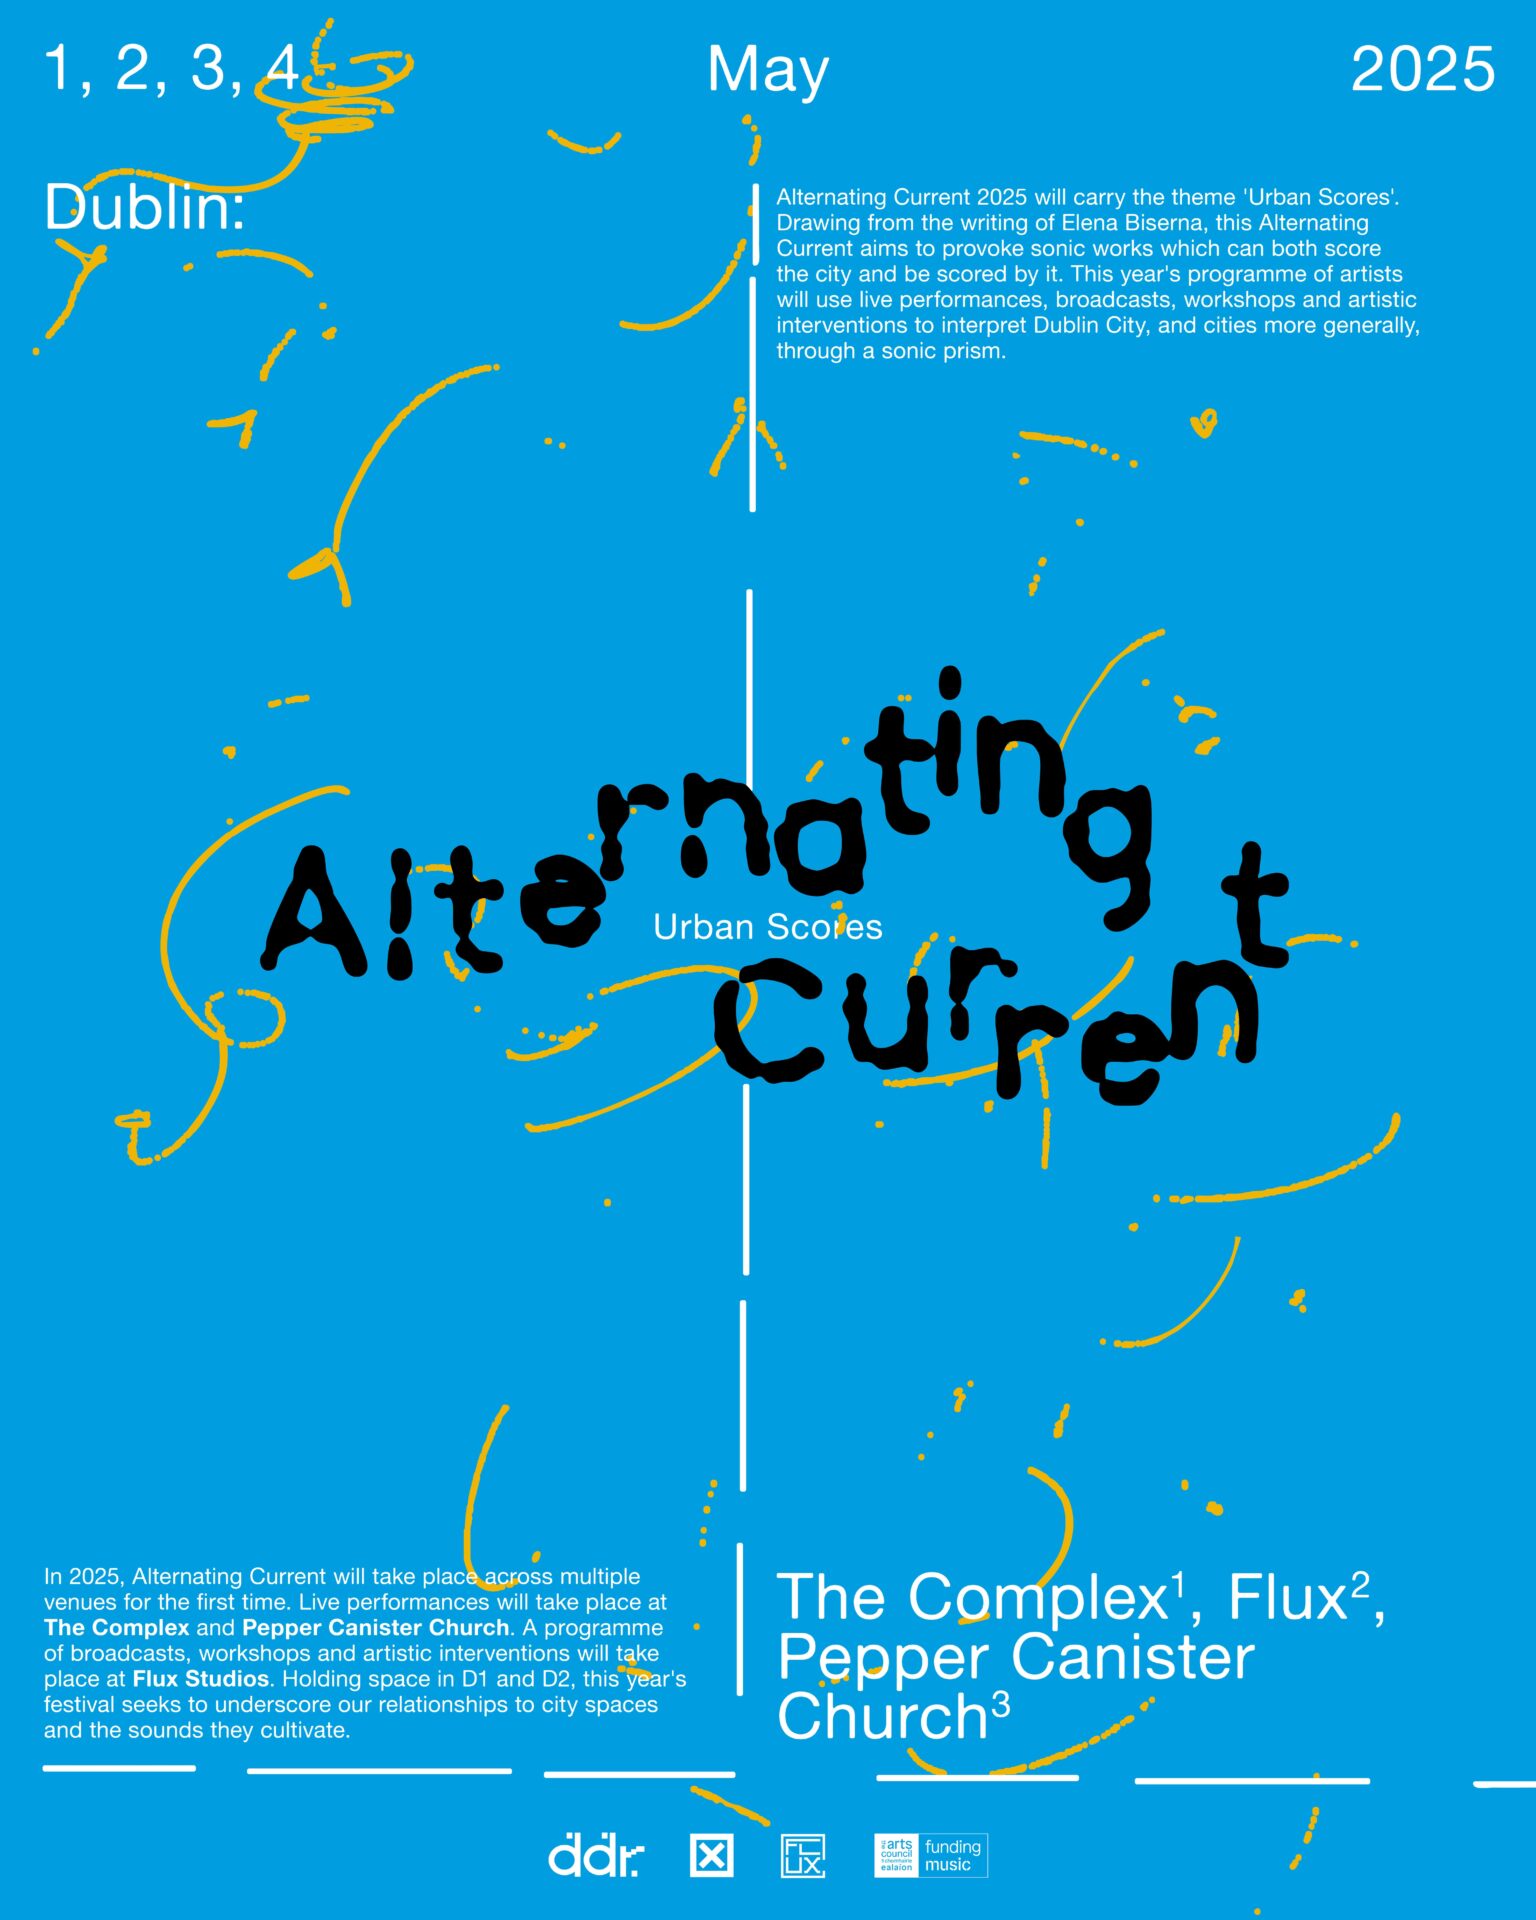 1, 2, 3, 4 May 2025
Dublin:
Alternating Current 2025 will carry the theme 'Urban Scores'.
Drawing from the writing of Elena Biserna, this Alternating
Current aims to provoke sonic works which can both score
the city and be scored by it. This year's programme of artists
will use live performances, broadcasts, workshops and artistic
interventions to interpret Dublin City, and cities more generally,
through a sonic prism.
Alternating
Urban Scores
Current
In 2025, Alternating Current will take place across multiple
venues for the first time. Live performances will take place at
The Complex and Pepper Canister Church. A programme
of broadcasts, workshops and artistic interventions will take
place at Flux Studios. Holding space in D1 and D2, this year's
festival seeks to underscore our relationships to city spaces
and the sounds they cultivate.
The Complex¹, Flux²,
Pepper Canister
Church³
ddr.
FLUX
arts
council
ealaíon
funding
music